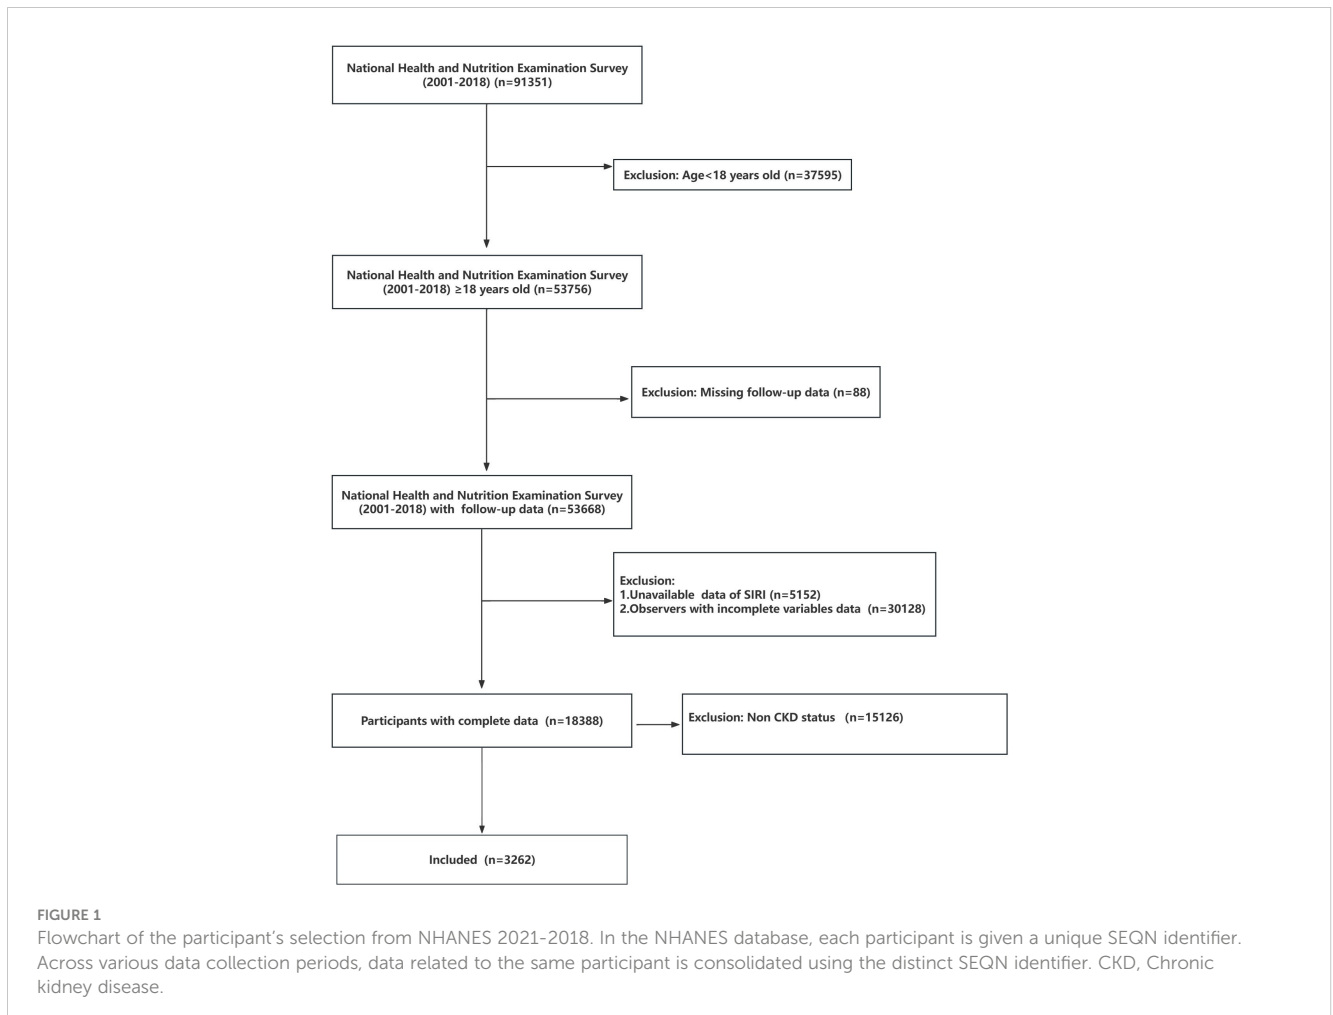 National Health and Nutrition Examination Survey
(2001-2018) (n=91351)
Exclusion: Age<18 years old (n=37595)
National Health and Nutrition Examination Survey
(2001-2018) ≥18 years old (n=53756)
Exclusion: Missing follow-up data (n=88)
National Health and Nutrition Examination Survey
(2001-2018) with follow-up data (n=53668)
Exclusion:
1.Unavailable data of SIRI (n=5152)
2.Observers with incomplete variables data (n=30128)
Participants with complete data (n=18388)
Exclusion: Non CKD status (n=15126)
Included (n=3262)
FIGURE 1
Flowchart of the participant's selection from NHANES 2021-2018. In the NHANES database, each participant is given a unique SEQN identifier.
Across various data collection periods, data related to the same participant is consolidated using the distinct SEQN identifier. CKD, Chronic
kidney disease.